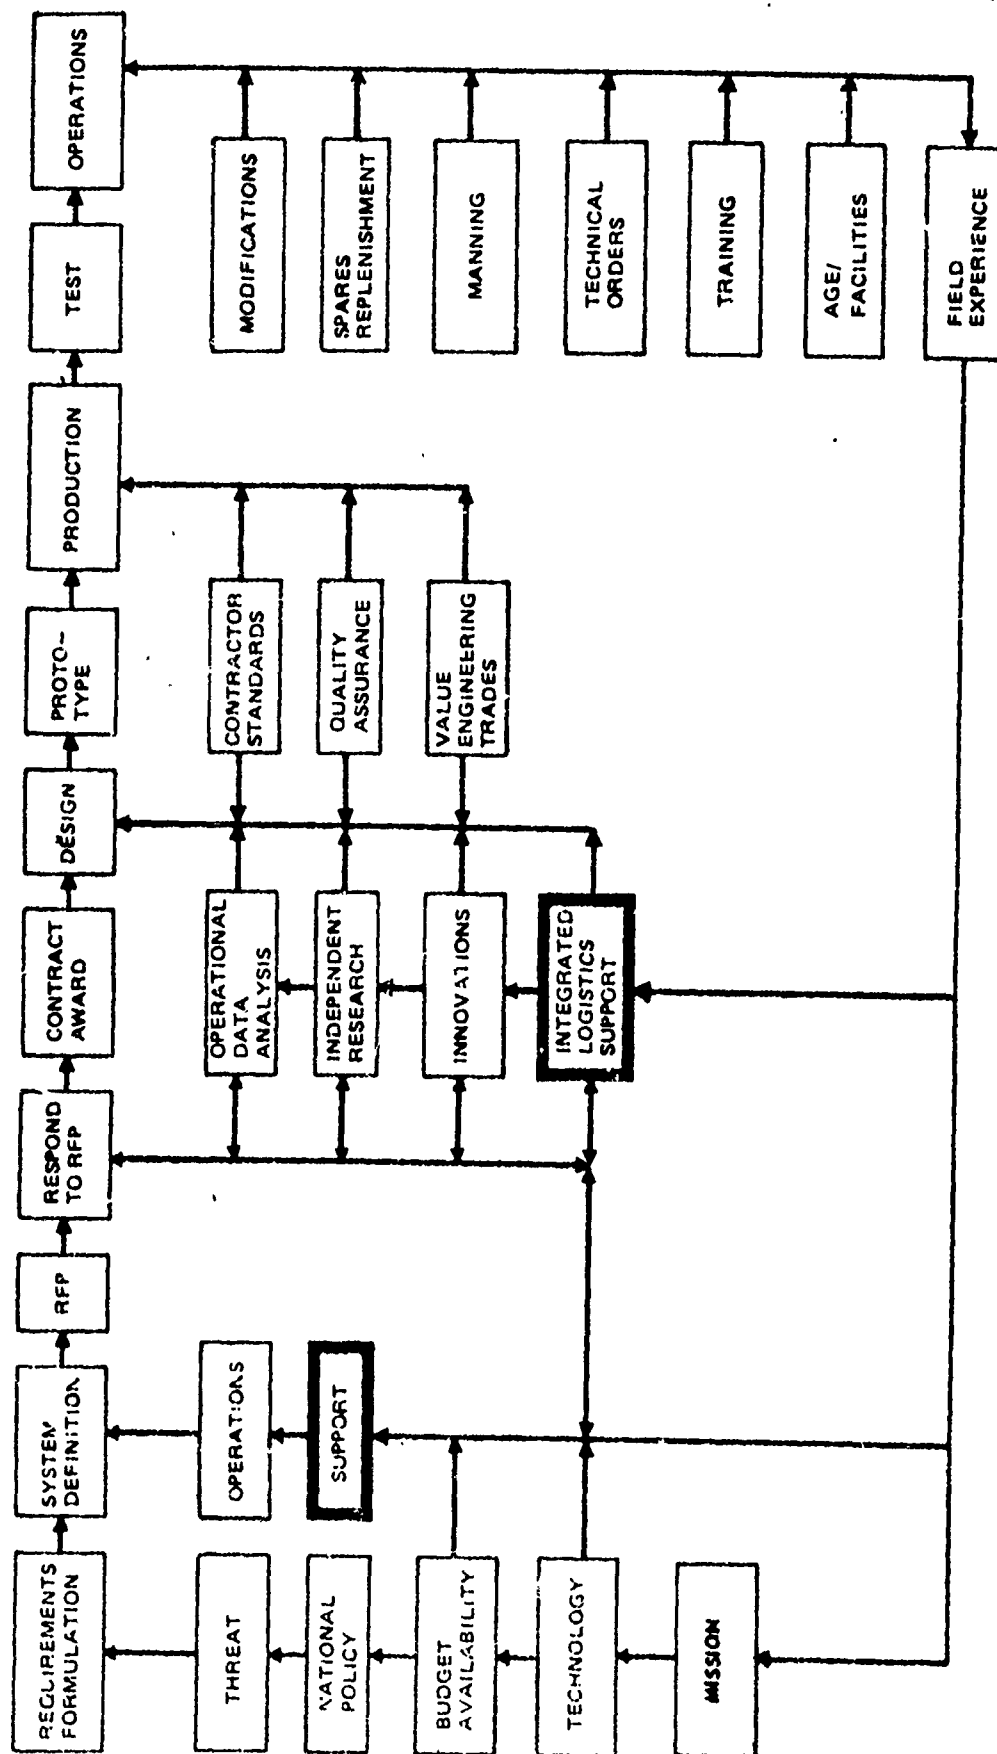 REQUIREMENTS
FORMULATION
SYSTEM
DEFINITION
RFP
RESPOND
TO RFP
CONTRACT
AWARD
DESIGN
PROTO-
TYPE
PRODUCTION
TEST
OPERATIONS
THREAT
OPERATIONS
OPERATIONAL
DATA
ANALYSIS
CONTRACTOR
STANDARDS
MODIFICATIONS
NATIONAL
POLICY
SUPPORT
INDEPENDENT
RESEARCH
QUALITY
ASSURANCE
SPARES
REPLENISHMENT
BUDGET
AVAILABILITY
INNOVATIONS
VALUE
ENGINEERING
TRADES
MANNING
TECHNOLOGY
INTEGRATED
LOGISTICS
SUPPORT
TECHNICAL
ORDERS
MISSION
TRAINING
AGE/
FACILITIES
FIELD
EXPERIENCE